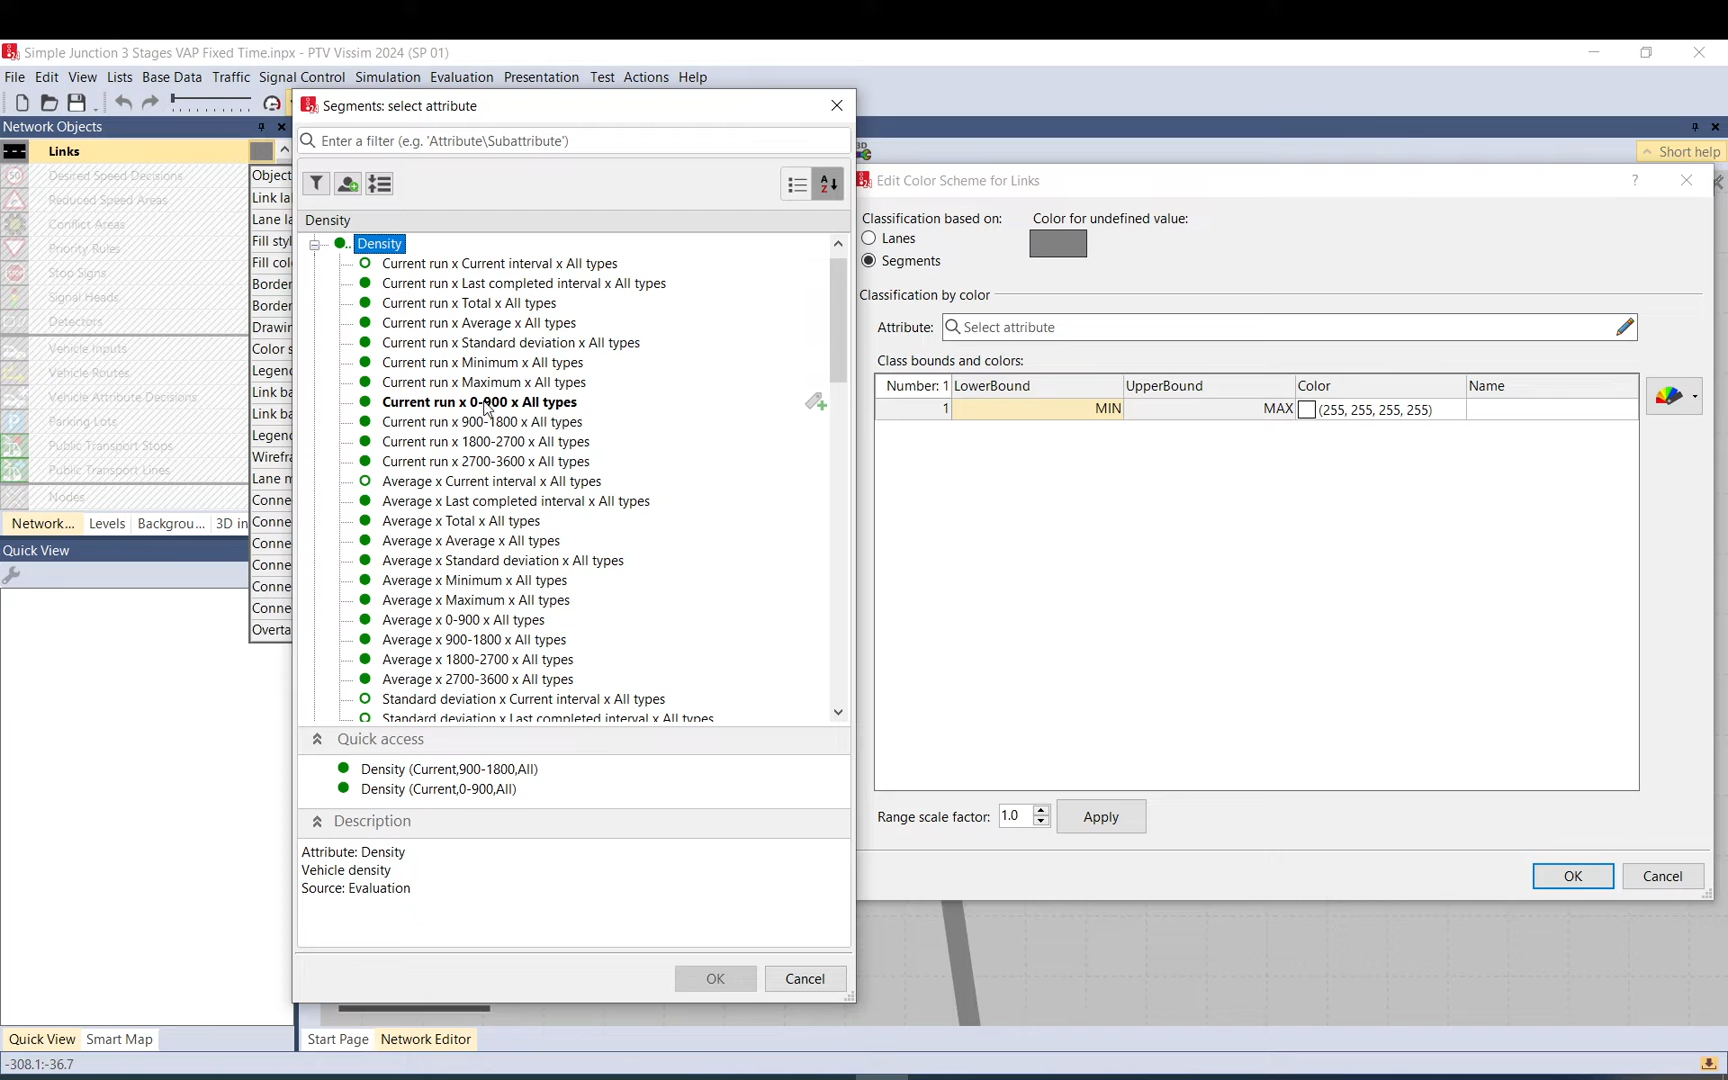 Simple Junction 3 Stages VAP Fixed Time.inpx - PTV Vissim 2024 (SP 01)
File Edit View Lists Base Data Traffic Signal Control Simulation Evaluation Presentation Test Actions Help
Network Objects
Links
Desired Speed Decisions
Reduced Speed Areas
Conflict Areas
Priority Rules
Stop Signs
Signal Heads
Detectors
Vehicle Inputs
Vehicle Routes
Vehicle Attribute Decisions
Parking Lots
Public Transport Stops
Public Transport Lines
Nodes
Network... Levels Backgrou... 3D in
Quick View
Object
Link la
Lane la
Fill styl
Fill col
Border
Border
Drawin
Color s
Legen
Link ba
Link ba
Legen
Wirefra
Lane m
Conne
Conne
Conne
Conne
Conne
Conne
Overta
Segments: select attribute
Enter a filter (e.g. 'Attribute\Subattribute')
Density
Density
Current run x Current interval x All types
Current run x Last completed interval x All types
Current run x Total x All types
Current run x Average x All types
Current run x Standard deviation x All types
Current run x Minimum x All types
Current run x Maximum x All types
Current run x 0-900 x All types
Current run x 900-1800 x All types
Current run x 1800-2700 x All types
Current run x 2700-3600 x All types
Average x Current interval x All types
Average x Last completed interval x All types
Average x Total x All types
Average x Average x All types
Average x Standard deviation x All types
Average x Minimum x All types
Average x Maximum x All types
Average x 0-900 x All types
Average x 900-1800 x All types
Average x 1800-2700 x All types
Average x 2700-3600 x All types
Standard deviation x Current interval x All types
Standard deviation x Last completed interval x All types
Quick access
Density (Current,900-1800,All)
Density (Current,0-900,All)
Description
Attribute: Density
Vehicle density
Source: Evaluation
OK Cancel
Short help
Edit Color Scheme for Links ?
Classification based on: Color for undefined value:
Lanes
Segments
Classification by color
Attribute: Select attribute
Class bounds and colors:
Number: 1 LowerBound UpperBound Color Name
1 MIN MAX (255, 255, 255, 255)
Range scale factor: 1.0 Apply
OK Cancel
Quick View Smart Map Start Page Network Editor
-308.1:-36.7